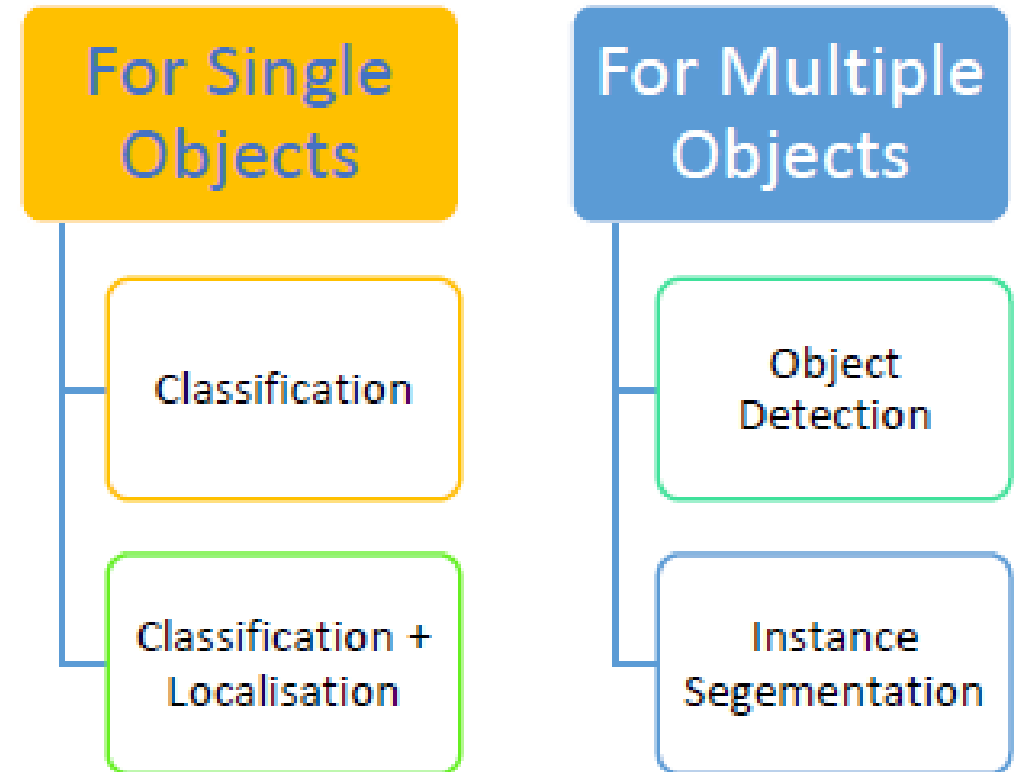 For Single
Objects
Classification
Classification +
Localisation
For Multiple
Objects
Object
Detection
Instance
Segementation